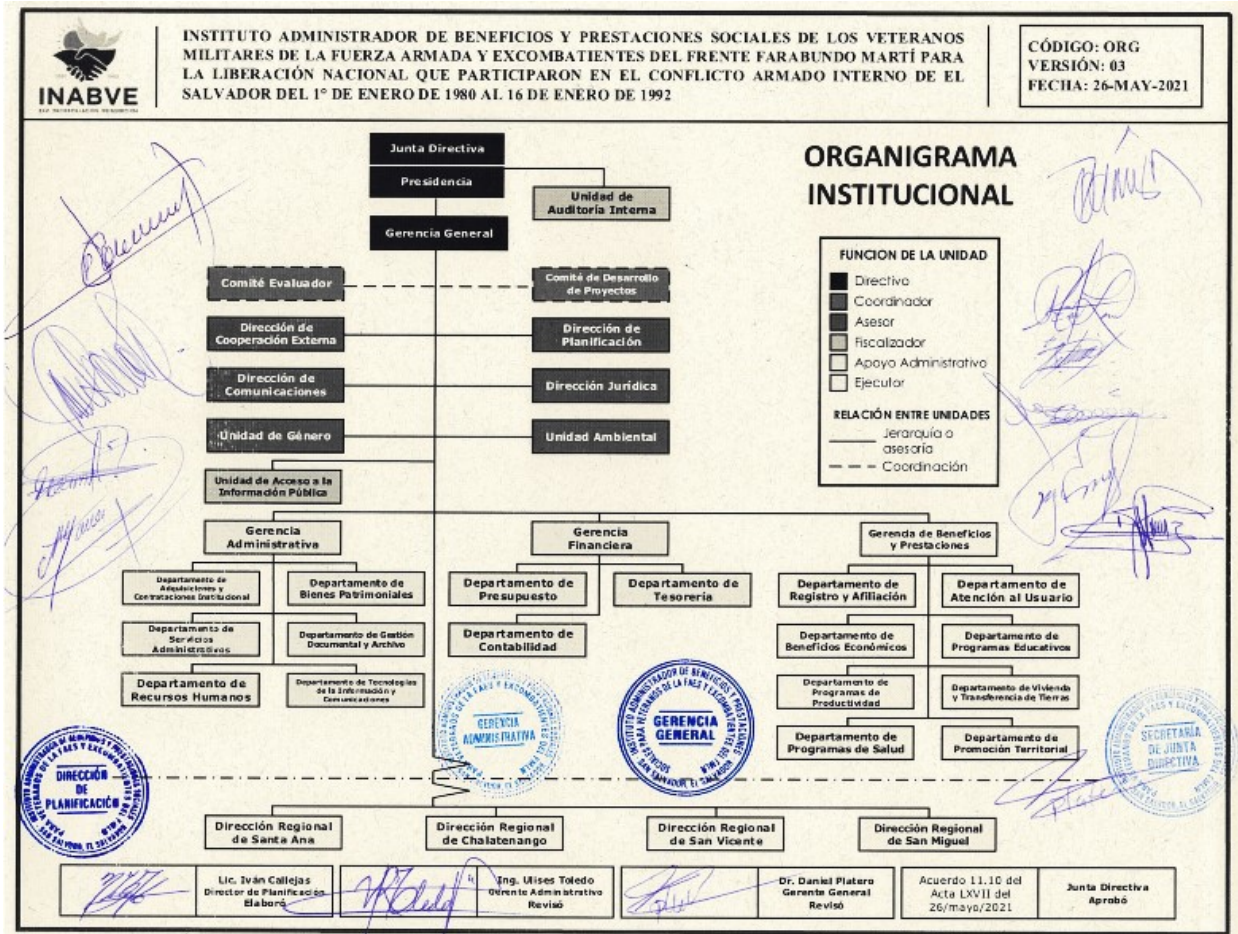 INABVE
INSTITUTO ADMINISTRADOR DE BENEFICIOS Y PRESTACIONES SOCIALES DE LOS VETERANOS
MILITARES DE LA FUERZA ARMADA Y EXCOMBATIENTES DEL FRENTE FARABUNDO MARTÍ PARA
LA LIBERACIÓN NACIONAL QUE PARTICIPARON EN EL CONFLICTO ARMADO INTERNO DE EL
SALVADOR DEL 1° DE ENERO DE 1980 AL 16 DE ENERO DE 1992
CÓDIGO: ORG
VERSIÓN: 03
FECHA: 26-MAY-2021
ORGANIGRAMA
INSTITUCIONAL
Junta Directiva
Presidencia
Unidad de
Auditoría Interna
Gerencia General
Comité Evaluador
Comité de Desarrollo
de Proyectos
Dirección de
Cooperación Externa
Dirección de
Planificación
Dirección de
Comunicaciones
Dirección Jurídica
Unidad de Género
Unidad Ambiental
Unidad de Acceso a la
Información Pública
FUNCION DE LA UNIDAD
Directivo
Coordinador
Asesor
Fiscalizador
Apoyo Administrativo
Ejecutor
RELACIÓN ENTRE UNIDADES
Jerarquía o
asesoría
Coordinación
Gerencia
Administrativa
Gerencia
Financiera
Gerencia de Beneficios
y Prestaciones
Departamento de
Adquisiciones y
Contrataciones Institucional
Departamento de
Bienes Patrimoniales
Departamento de
Presupuesto
Departamento de
Tesorería
Departamento de
Registro y Afiliación
Departamento de
Atención al Usuario
Departamento de
Servicios
Administrativos
Departamento de Gestión
Documental y Archivo
Departamento de
Contabilidad
Departamento de
Beneficios Económicos
Departamento de
Programas Educativos
Departamento de
Recursos Humanos
Departamento de Tecnologías
de la Información y
Comunicaciones
Departamento de
Programas de
Productividad
Departamento de Vivienda
y Transferencia de Tierras
Departamento de
Programas de Salud
Departamento de
Promoción Territorial
DIRECCIÓN
DE
PLANIFICACIÓN
GERENCIA
ADMINISTRATIVA
GERENCIA
GENERAL
SECRETARÍA
DE JUNTA
DIRECTIVA
Dirección Regional
de Santa Ana
Dirección Regional
de Chalatenango
Dirección Regional
de San Vicente
Dirección Regional
de San Miguel
Lic. Iván Callejas
Director de Planificación
Elaboró
Ing. Ulises Toledo
Gerente Administrativo
Revisó
Dr. Daniel Platero
Gerente General
Revisó
Acuerdo 11.10 del
Acta LXVII del
26/mayo/2021
Junta Directiva
Aprobó